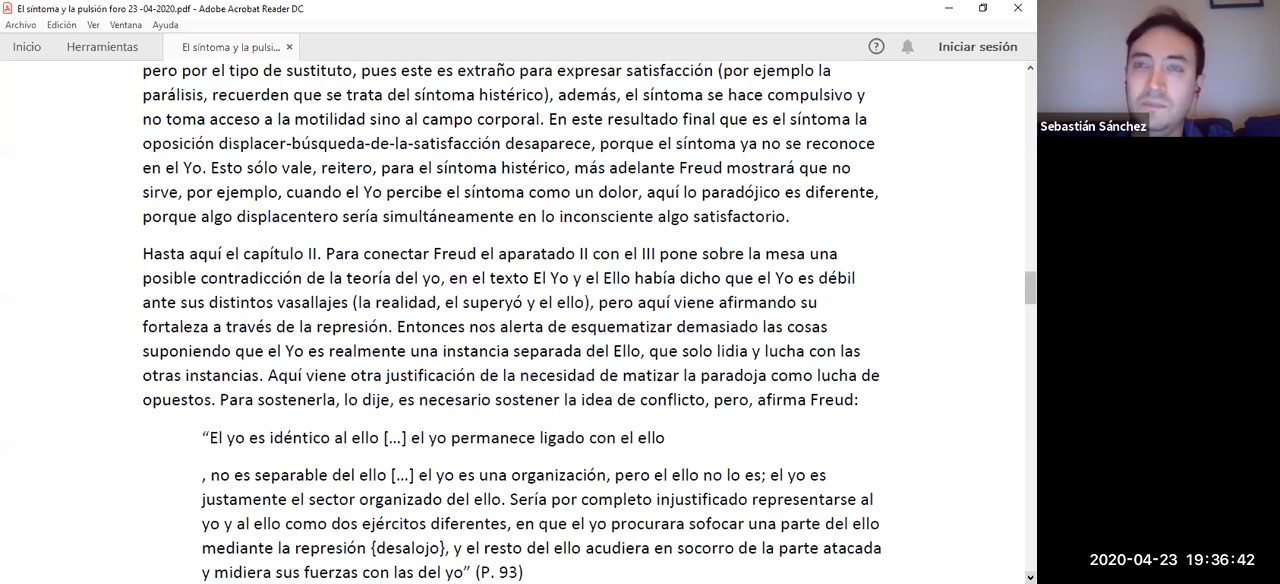 El síntoma y la pulsión foro 23 -04-2020.pdf - Adobe Acrobat Reader DC
Archivo Edición Ver Ventana Ayuda
Inicio Herramientas El síntoma y la pulsi... × Iniciar sesión
pero por el tipo de sustituto, pues este es extraño para expresar satisfacción (por ejemplo la
parálisis, recuerden que se trata del síntoma histérico), además, el síntoma se hace compulsivo y
no toma acceso a la motilidad sino al campo corporal. En este resultado final que es el síntoma la
oposición displacer-búsqueda-de-la-satisfacción desaparece, porque el síntoma ya no se reconoce
en el Yo. Esto sólo vale, reitero, para el síntoma histérico, más adelante Freud mostrará que no
sirve, por ejemplo, cuando el Yo percibe el síntoma como un dolor, aquí lo paradójico es diferente,
porque algo displacentero sería simultáneamente en lo inconsciente algo satisfactorio.
Hasta aquí el capítulo II. Para conectar Freud el aparatado II con el III pone sobre la mesa una
posible contradicción de la teoría del yo, en el texto El Yo y el Ello había dicho que el Yo es débil
ante sus distintos vasallajes (la realidad, el superyó y el ello), pero aquí viene afirmando su
fortaleza a través de la represión. Entonces nos alerta de esquematizar demasiado las cosas
suponiendo que el Yo es realmente una instancia separada del Ello, que solo lidia y lucha con las
otras instancias. Aquí viene otra justificación de la necesidad de matizar la paradoja como lucha de
opuestos. Para sostenerla, lo dije, es necesario sostener la idea de conflicto, pero, afirma Freud:
“El yo es idéntico al ello [...] el yo permanece ligado con el ello
, no es separable del ello [...] el yo es una organización, pero el ello no lo es; el yo es
justamente el sector organizado del ello. Sería por completo injustificado representarse al
yo y al ello como dos ejércitos diferentes, en que el yo procurara sofocar una parte del ello
mediante la represión {desalojo}, y el resto del ello acudiera en socorro de la parte atacada
y midiera sus fuerzas con las del yo” (P. 93)
Sebastián Sánchez
2020-04-23 19:36:42